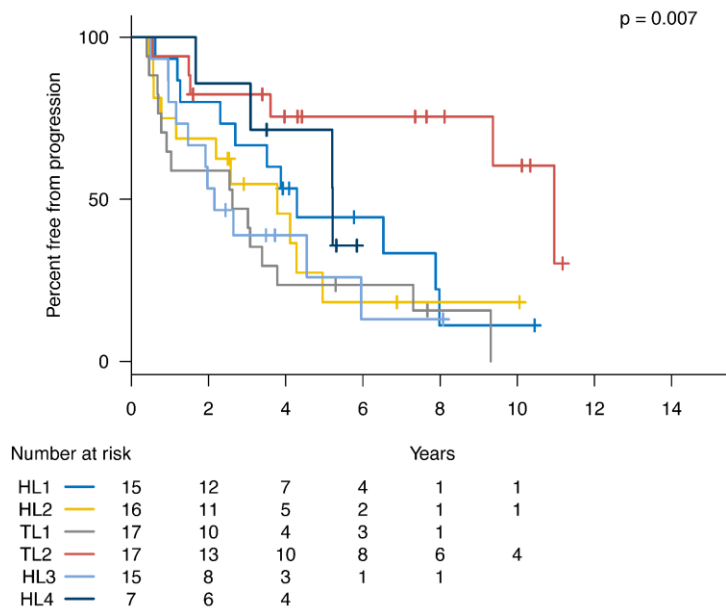 p = 0.007
Percent free from progression
100
50
0
0 2 4 6 8 10 12 14
Number at risk Years
HL1 15 12 7 4 1 1
HL2 16 11 5 2 1 1
TL1 17 10 4 3 1
TL2 17 13 10 8 6 4
HL3 15 8 3 1 1
HL4 7 6 4